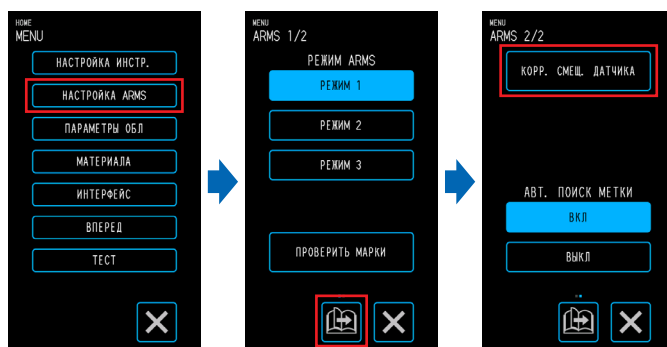 HOME
MENU
НАСТРОЙКА ИНСТР.
НАСТРОЙКА ARMS
ПАРАМЕТРЫ ОБЛ
МАТЕРИАЛА
ИНТЕРФЕЙС
ВПЕРЕД
ТЕСТ
MENU
ARMS 1/2
РЕЖИМ ARMS
РЕЖИМ 1
РЕЖИМ 2
РЕЖИМ 3
ПРОВЕРИТЬ МАРКИ
MENU
ARMS 2/2
КОРР. СМЕЩ. ДАТЧИКА
АВТ. ПОИСК МЕТКИ
ВКЛ
ВЫКЛ